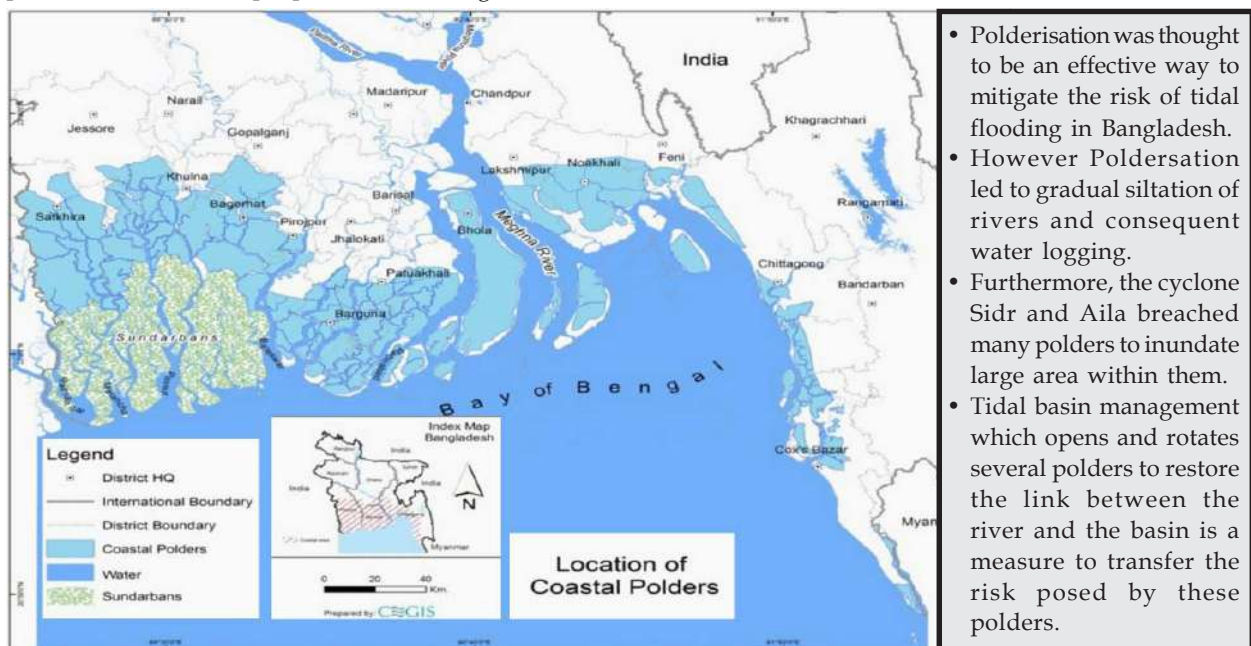 India
Padma River
Meghna River
Madaripur
Chandpur
Narail
Jessore
Gopalganj
Khagrachhari
Feni
Noakhali
Lakshmipur
Khulna
Satkhira
Bagerhat
Barisal
Pirojpur
Jhalokati
Bhola
Meghna River
Rangamati
Patuakhali
Chittagong
Bandarban
Barguna
Sundarbans
Bay of Bengal
Cox's Bazar
Legend
District HQ
International Boundary
District Boundary
Coastal Polders
Water
Sundarbans
Index Map
Bangladesh
India
India
India
Myanmar
N
0 20 40
Km.
Prepared by: CEGIS
Location of
Coastal Polders
• Polderisation was thought
to be an effective way to
mitigate the risk of tidal
flooding in Bangladesh.
• However Poldersation
led to gradual siltation of
rivers and consequent
water logging.
• Furthermore, the cyclone
Sidr and Aila breached
many polders to inundate
large area within them.
• Tidal basin management
which opens and rotates
several polders to restore
the link between the
river and the basin is a
measure to transfer the
risk posed by these
polders.